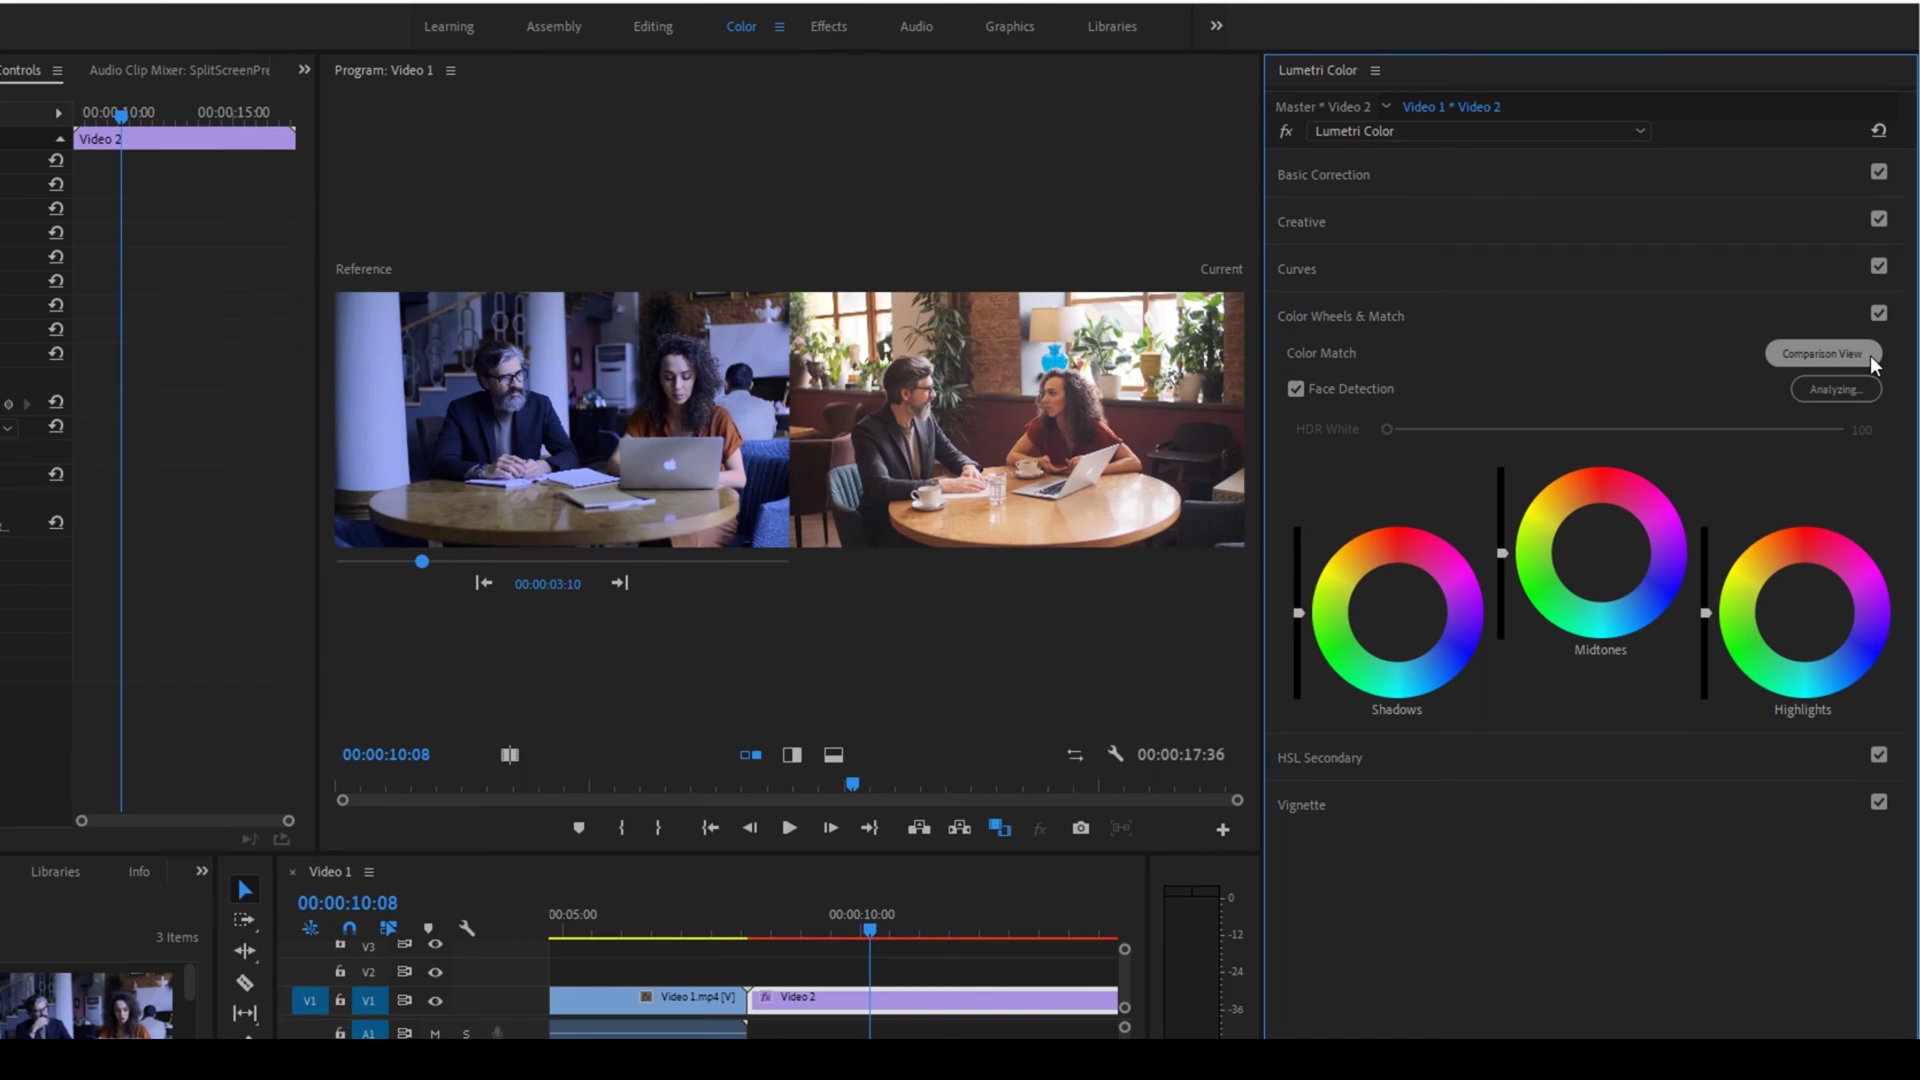 Learning Assembly Editing Color Effects Audio Graphics Libraries
ontrols Audio Clip Mixer: SplitScreenPre
00:00:10:00 00:00:15:00
Video 2
Program: Video 1
Reference Current
00:00:03:10
00:00:10:08 00:00:17:36
Lumetri Color
Master * Video 2 Video 1 * Video 2
fx Lumetri Color
Basic Correction
Creative
Curves
Color Wheels & Match
Color Match Comparison View
Face Detection Analyzing...
HDR White 100
Midtones
Shadows Highlights
HSL Secondary
Vignette
fx
Libraries Info
3 Items
Video 1
00:00:10:08
:00:05:00 00:00:10:00
V3
V2
V1 V1 fx Video 1.mp4 [V] fx Video 2
A1 M S
0
-12
-24
-36